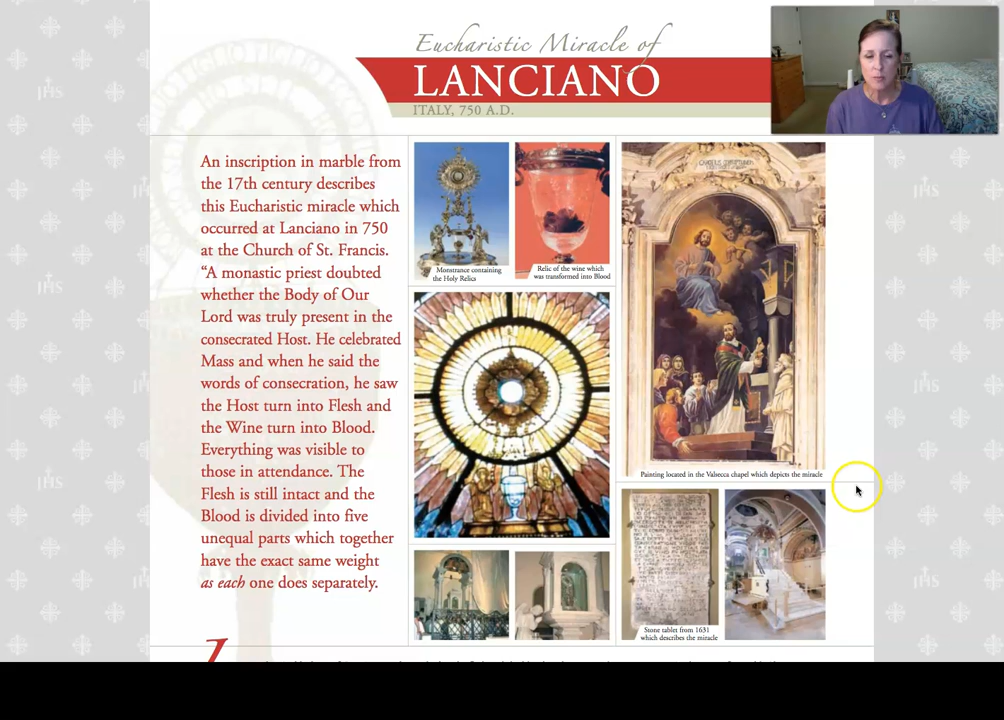 Eucharistic Miracle of
LANCIANO
ITALY, 750 A.D.
An inscription in marble from
the 17th century describes
this Eucharistic miracle which
occurred at Lanciano in 750
at the Church of St. Francis.
“A monastic priest doubted
whether the Body of Our
Lord was truly present in the
consecrated Host. He celebrated
Mass and when he said the
words of consecration, he saw
the Host turn into Flesh and
the Wine turn into Blood.
Everything was visible to
those in attendance. The
Flesh is still intact and the
Blood is divided into five
unequal parts which together
have the exact same weight
as each one does separately.
Monstrance containing
the Holy Relics
Relic of the wine which
was transformed into Blood
Painting located in the Valsecca chapel which depicts the miracle
Stone tablet from 1631
which describes the miracle
IHS
IHS
IHS
IHS
IHS
IHS